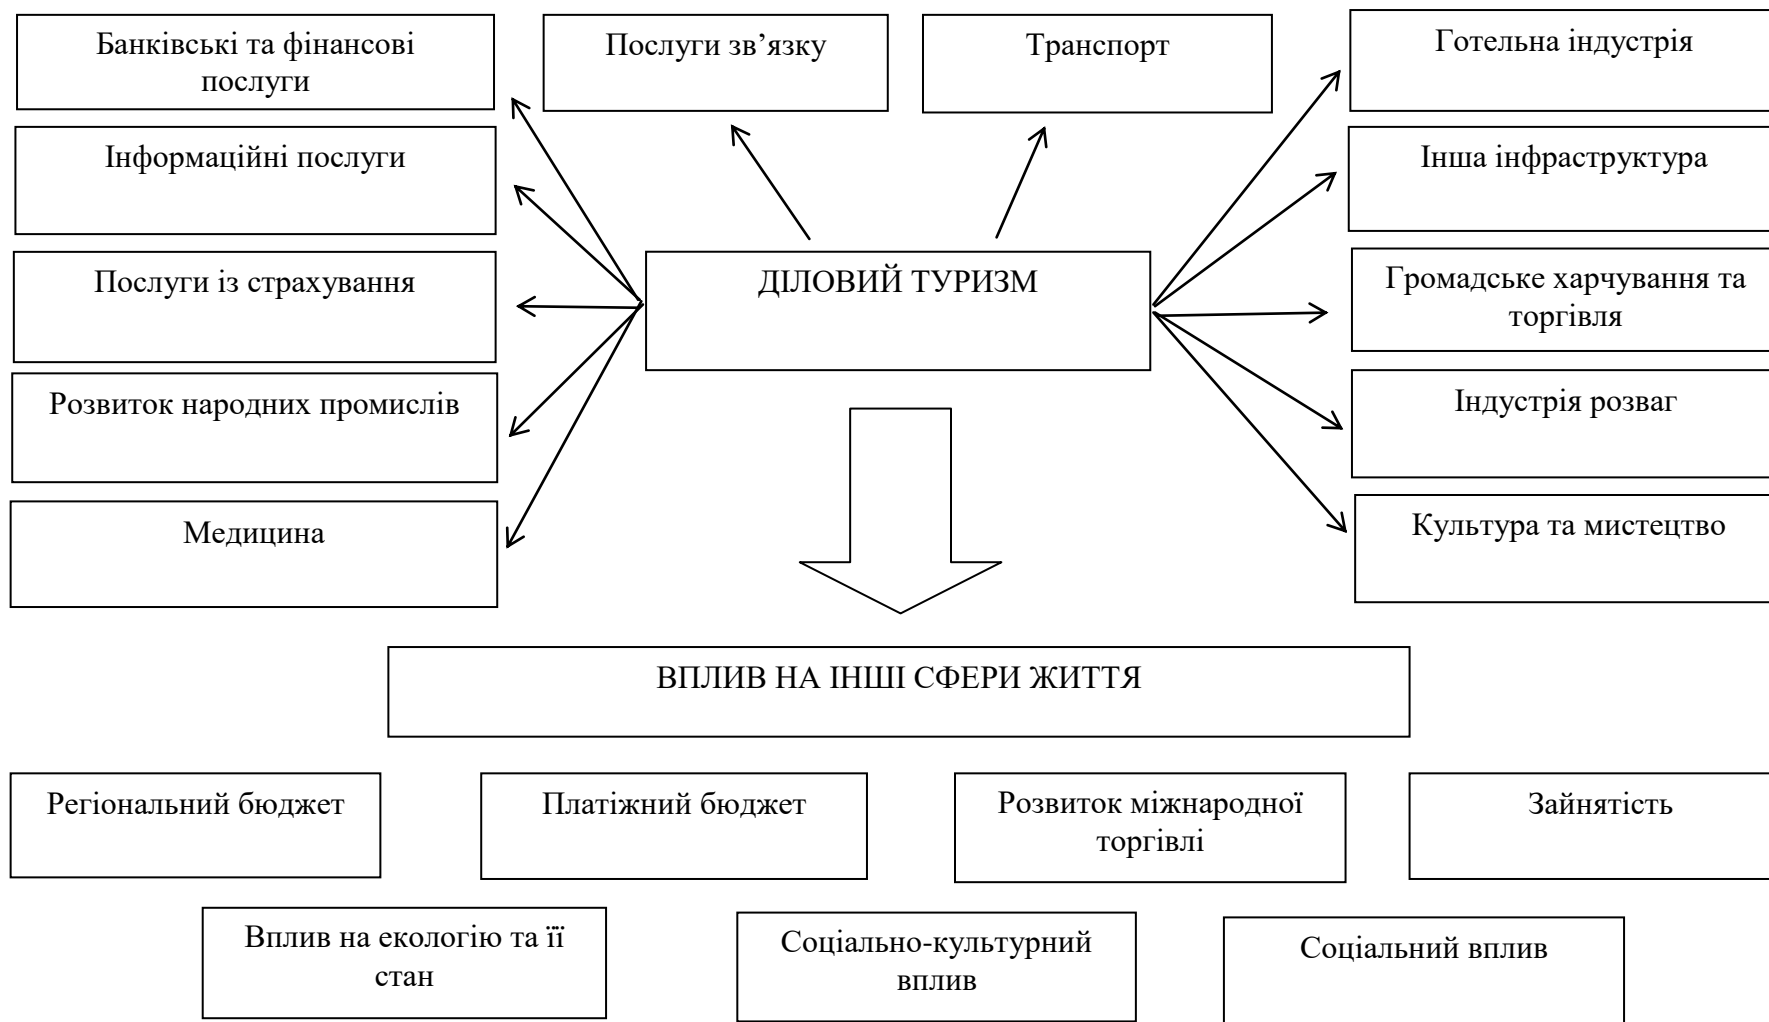 Банківські та фінансові
послуги
Послуги зв’язку
Транспорт
Готельна індустрія
Інформаційні послуги
Інша інфраструктура
Послуги із страхування
ДІЛОВИЙ ТУРИЗМ
Громадське харчування та
торгівля
Розвиток народних промислів
Індустрія розваг
Медицина
Культура та мистецтво
ВПЛИВ НА ІНШІ СФЕРИ ЖИТТЯ
Регіональний бюджет
Платіжний бюджет
Розвиток міжнародної
торгівлі
Зайнятість
Вплив на екологію та її
стан
Соціально-культурний
вплив
Соціальний вплив